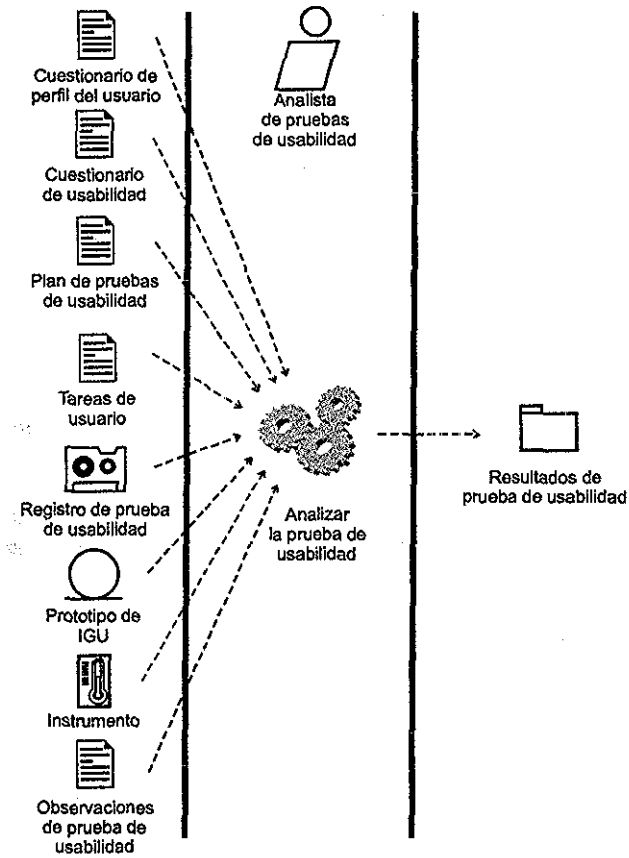 Cuestionario de
perfil del usuario
Cuestionario
de usabilidad
Plan de pruebas
de usabilidad
Tareas de
usuario
Registro de prueba
de usabilidad
Prototipo de
IGU
Instrumento
Observaciones
de prueba de
usabilidad
Analista
de pruebas
de usabilidad
Analizar
la prueba de
usabilidad
Resultados de
prueba de usabilidad